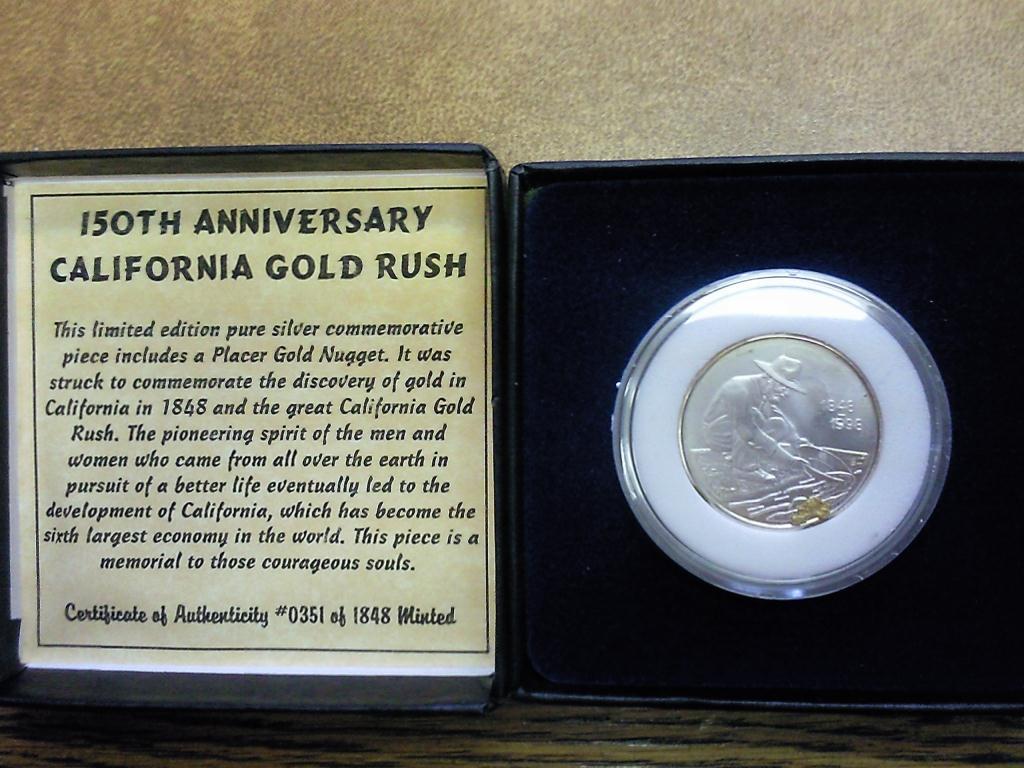 150TH ANNIVERSARY
CALIFORNIA GOLD RUSH
This limited edition pure silver commemorative
piece includes a Placer Gold Nugget. It was
struck to commemorate the discovery of gold in
California in 1848 and the great California Gold
Rush. The pioneering spirit of the men and
women who came from all over the earth in
pursuit of a better life eventually led to the
development of California, which has become the
sixth largest economy in the world. This piece is a
memorial to those courageous souls.
Certificate of Authenticity #0351 of 1848 Minted
1848
1998